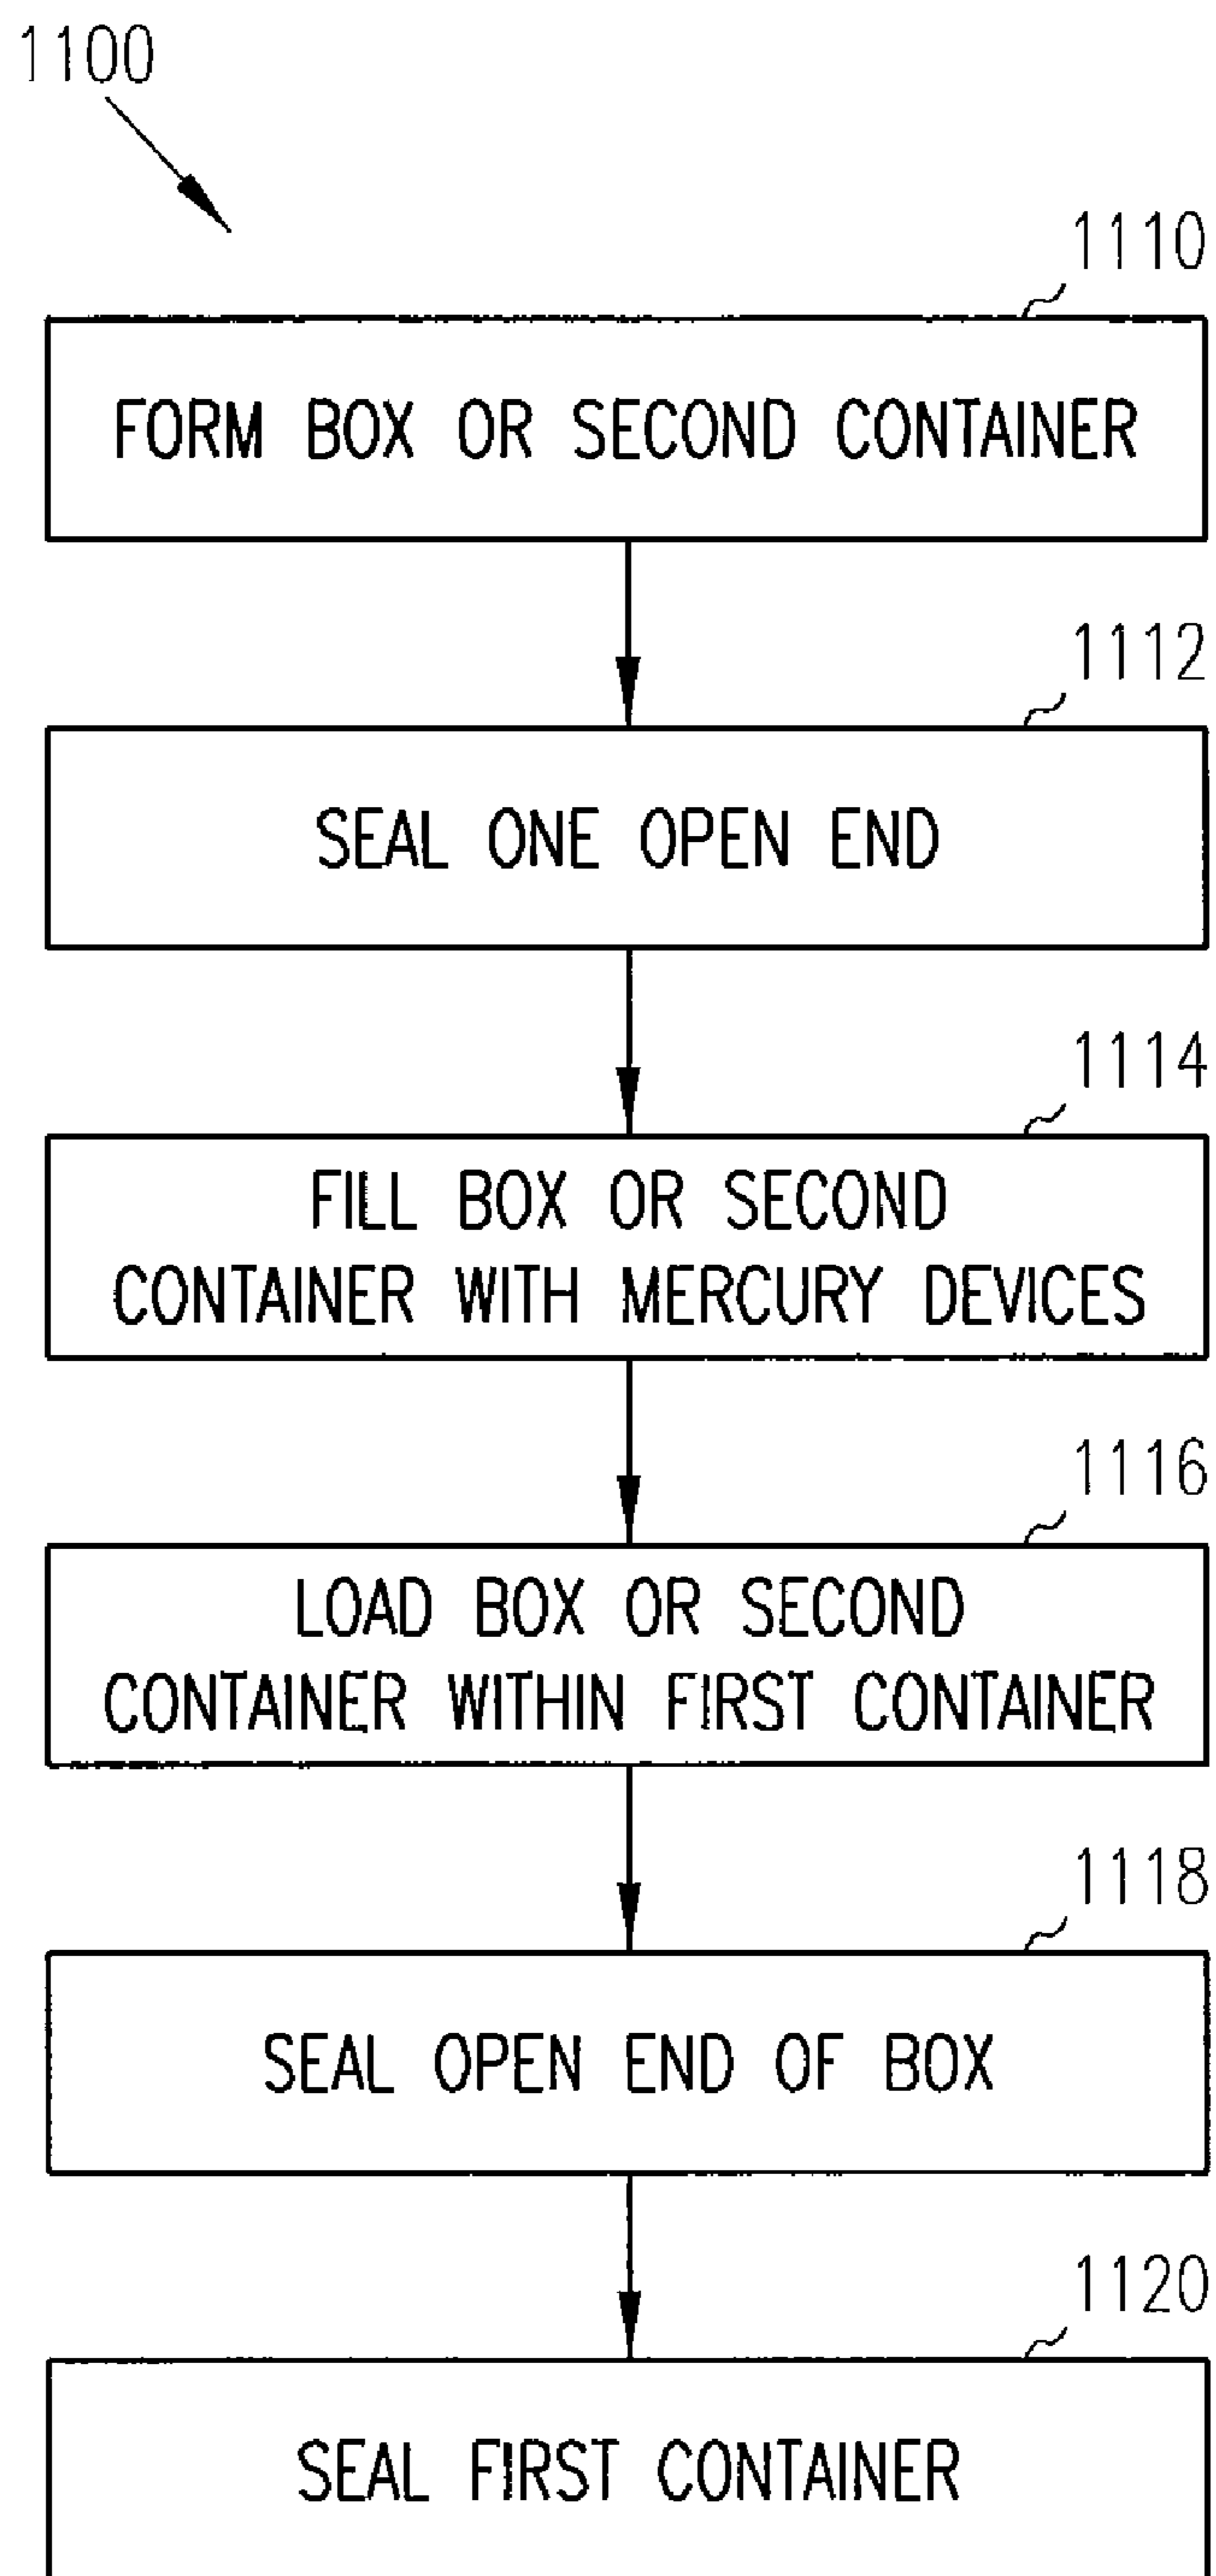 1100
1110
FORM BOX OR SECOND CONTAINER
1112
SEAL ONE OPEN END
1114
FILL BOX OR SECOND
CONTAINER WITH MERCURY DEVICES
1116
LOAD BOX OR SECOND
CONTAINER WITHIN FIRST CONTAINER
1118
SEAL OPEN END OF BOX
1120
SEAL FIRST CONTAINER